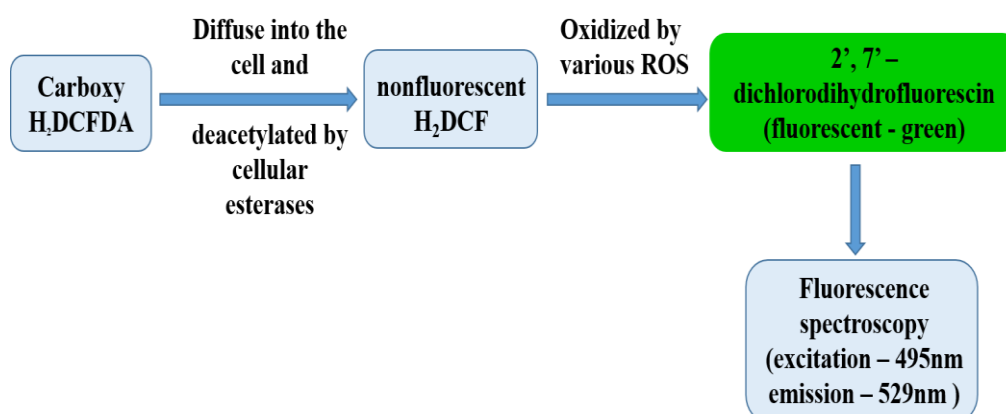 Carboxy
H₂DCFDA
Diffuse into the
cell and
deacetylated by
cellular
esterases
nonfluorescent
H₂DCF
Oxidized by
various ROS
2’, 7’ –
dichlorodihydrofluorescin
(fluorescent - green)
Fluorescence
spectroscopy
(excitation – 495nm
emission – 529nm )